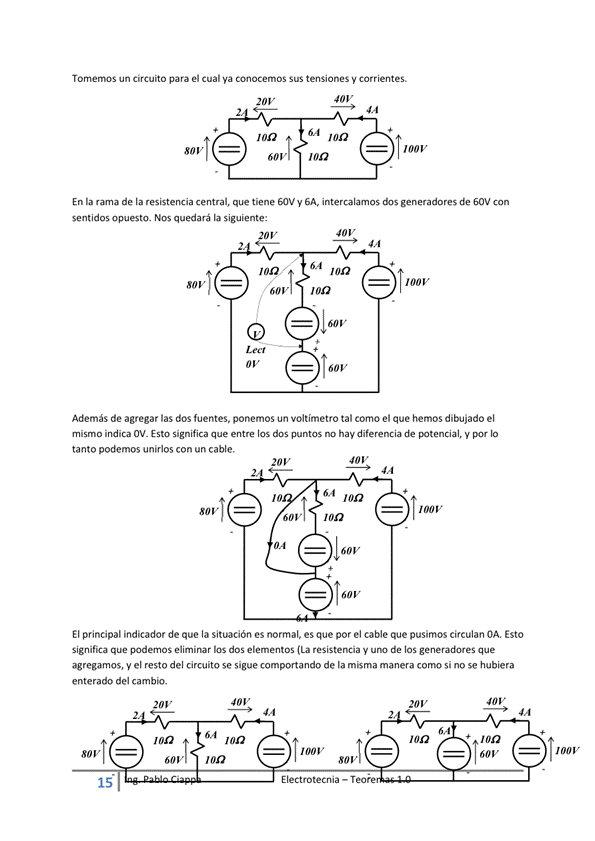 Tomemos un circuito para el cual ya conocemos sus tensiones y corrientes.
20V 40V
2A 4A
+ 6A +
10Ω 10Ω
80V 60V 10Ω 100V
- -
En la rama de la resistencia central, que tiene 60V y 6A, intercalamos dos generadores de 60V con
sentidos opuesto. Nos quedará la siguiente:
20V 40V
2A 4A
+ 6A +
10Ω 10Ω
80V 60V 10Ω 100V
- - -
60V
V +
Lect +
0V 60V
-
Además de agregar las dos fuentes, ponemos un voltímetro tal como el que hemos dibujado el
mismo indica 0V. Esto significa que entre los dos puntos no hay diferencia de potencial, y por lo
tanto podemos unirlos con un cable.
20V 40V
2A 4A
+ 6A +
10Ω 10Ω
80V 60V 10Ω 100V
- - -
0A 60V
+
+
60V
-
6A
El principal indicador de que la situación es normal, es que por el cable que pusimos circulan 0A. Esto
significa que podemos eliminar los dos elementos (La resistencia y uno de los generadores que
agregamos, y el resto del circuito se sigue comportando de la misma manera como si no se hubiera
enterado del cambio.
20V 40V 20V 40V
2A 4A 2A 4A
+ 6A + + 6A + +
10Ω 10Ω 10Ω 10Ω
80V 60V 10Ω 100V 80V 60V 100V
- - - - -
15 Ing. Pablo Ciappa Electrotecnia – Teoremas 1.0